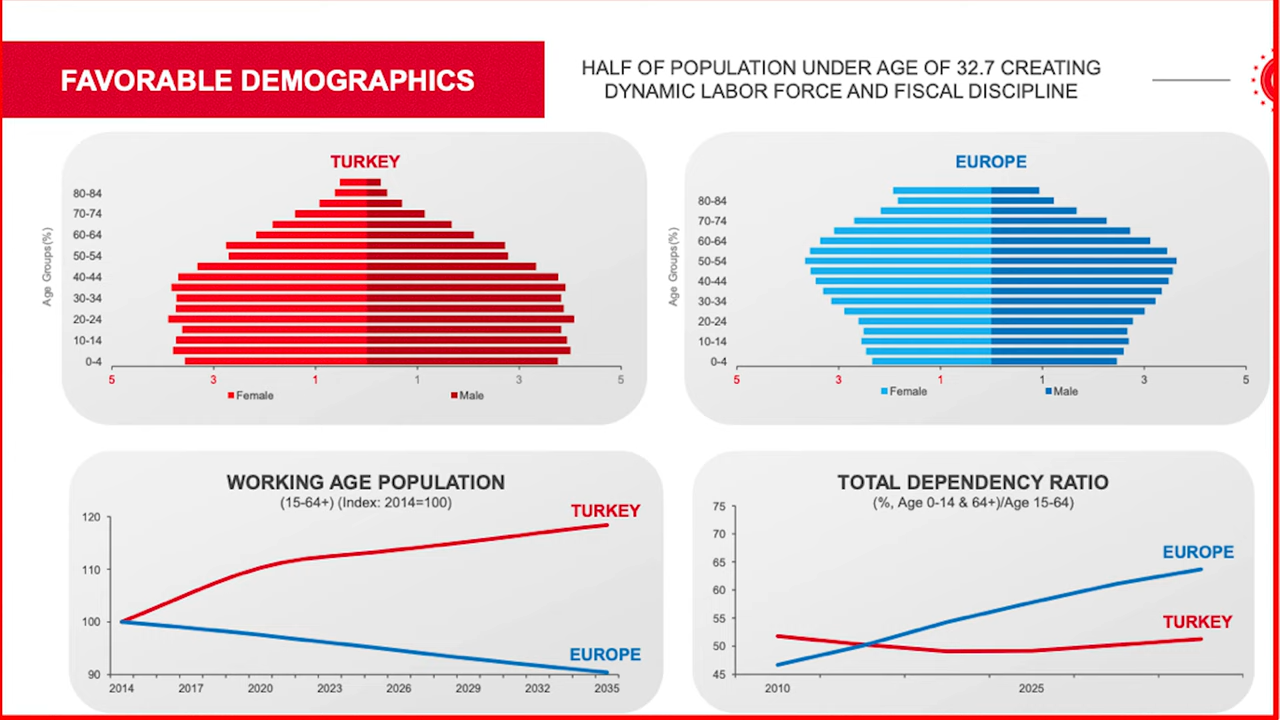 FAVORABLE DEMOGRAPHICS
HALF OF POPULATION UNDER AGE OF 32.7 CREATING
DYNAMIC LABOR FORCE AND FISCAL DISCIPLINE
TURKEY
Age Groups(%)
80-84
70-74
60-64
50-54
40-44
30-34
20-24
10-14
0-4
5 3 1 1 3 5
Female Male
EUROPE
Age Groups(%)
80-84
70-74
60-64
50-54
40-44
30-34
20-24
10-14
0-4
5 3 1 1 3 5
Female Male
WORKING AGE POPULATION
(15-64+) (Index: 2014=100)
TURKEY
120
110
100
90
EUROPE
2014 2017 2020 2023 2026 2029 2032 2035
TOTAL DEPENDENCY RATIO
(%, Age 0-14 & 64+)/Age 15-64)
75
70
65
60
55
50
45
EUROPE
TURKEY
2010 2025